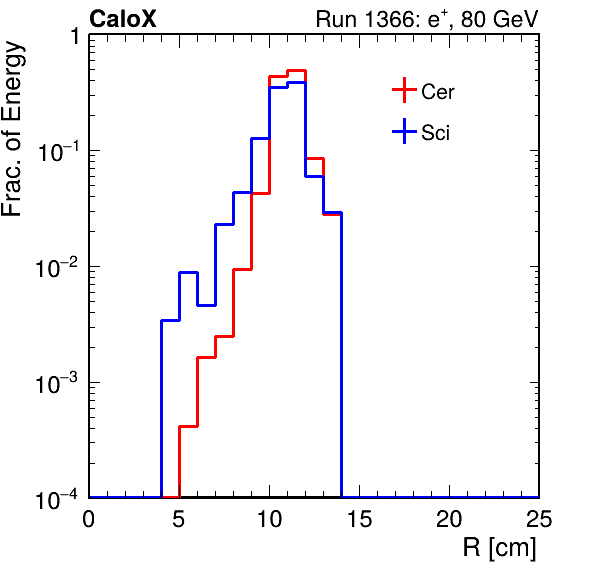 CaloX Run 1366: e⁺, 80 GeV
Frac. of Energy
1
10⁻¹
10⁻²
10⁻³
10⁻⁴
Cer
Sci
0 5 10 15 20 25
R [cm]